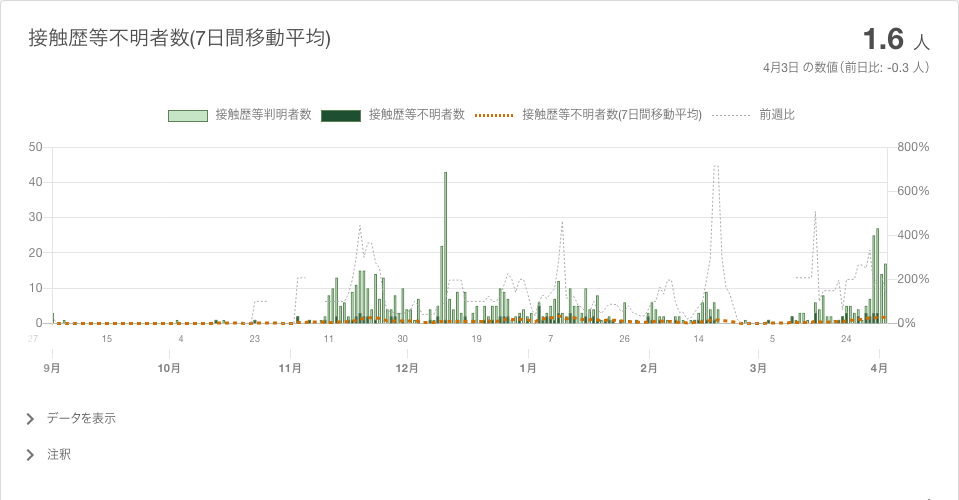 接触歴等不明者数(7日間移動平均)
1.6 人
4月3日 の数値（前日比: -0.3 人）
接触歴等判明者数 接触歴等不明者数 接触歴等不明者数(7日間移動平均) 前週比
50 800%
40 600%
30 400%
20
10 200%
0 0%
27 15 4 23 11 30 19 7 26 14 5 24
9月 10月 11月 12月 1月 2月 3月 4月
データを表示
注釈